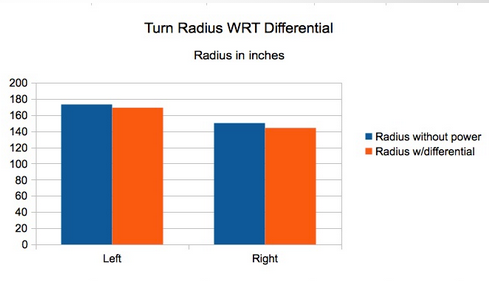 Turn Radius WRT Differential
Radius in inches
200
180
160
140
120
100
80
60
40
20
0
Left
Right
Radius without power
Radius w/differential